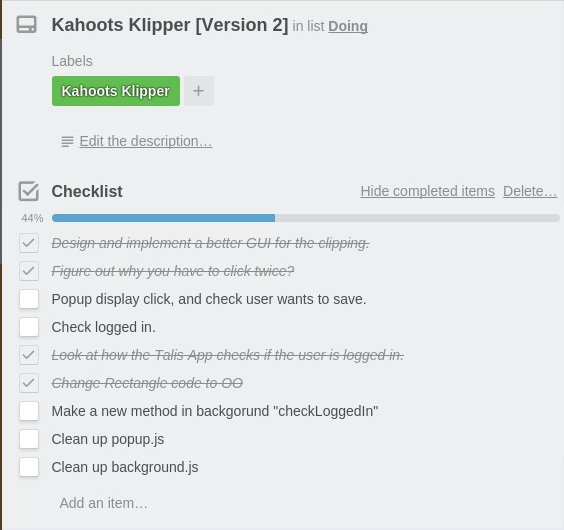 Kahoots Klipper [Version 2] in list Doing
Labels
Kahoots Klipper +
Edit the description…
Checklist Hide completed items Delete…
44%
Design and implement a better GUI for the clipping.
Figure out why you have to click twice?
Popup display click, and check user wants to save.
Check logged in.
Look at how the Talis App checks if the user is logged in.
Change Rectangle code to OO
Make a new method in backgorund "checkLoggedIn"
Clean up popup.js
Clean up background.js
Add an item…